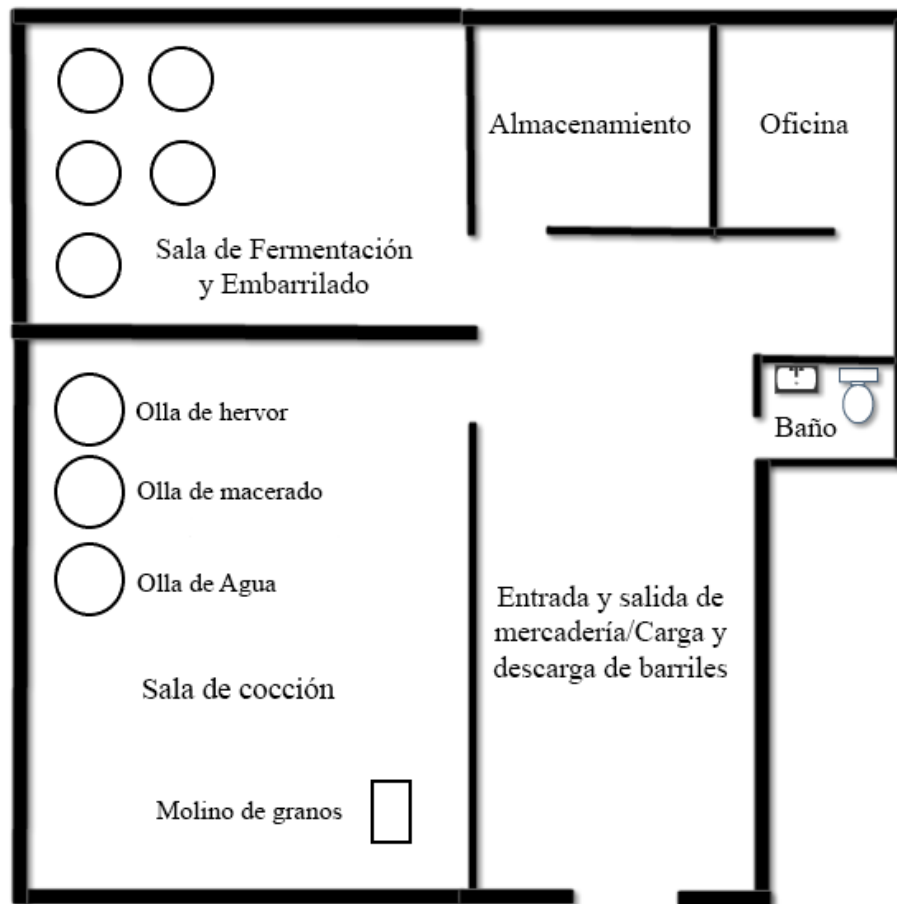 Almacenamiento
Oficina
Sala de Fermentación
y Embarrilado
Olla de hervor
Olla de macerado
Olla de Agua
Baño
Entrada y salida de
mercadería/Carga y
descarga de barriles
Sala de cocción
Molino de granos